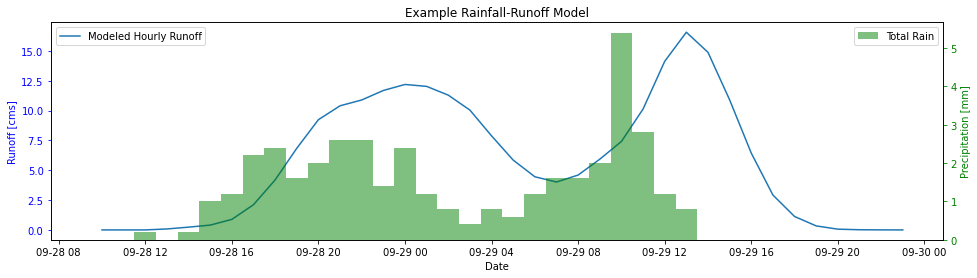 Example Rainfall-Runoff Model
Modeled Hourly Runoff
Total Rain
Runoff [cms]
15.0
12.5
10.0
7.5
5.0
2.5
0.0
Precipitation [mm]
5
4
3
2
1
0
09-28 08 09-28 12 09-28 16 09-28 20 09-29 00 09-29 04 09-29 08 09-29 12 09-29 16 09-29 20 09-30 00
Date